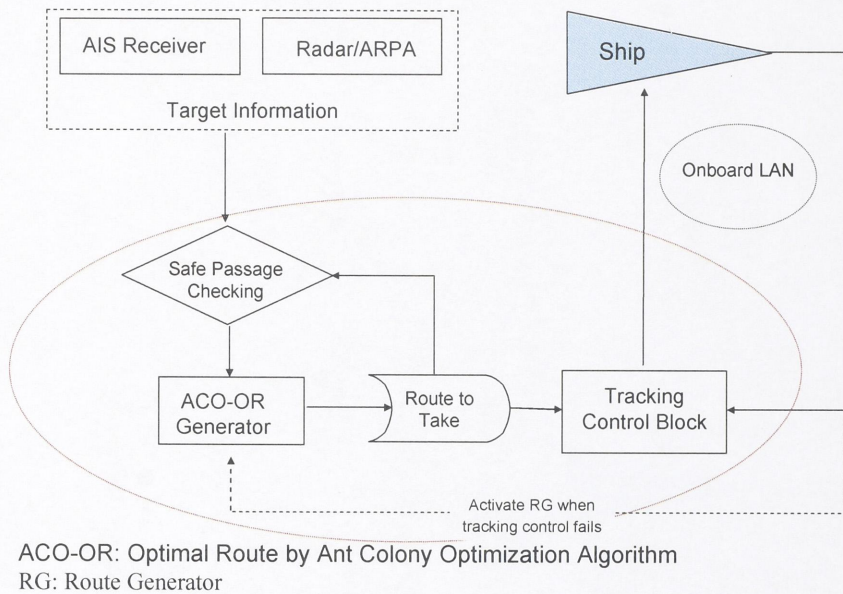 AIS Receiver
Radar/ARPA
Target Information
Ship
Onboard LAN
Safe Passage
Checking
ACO-OR
Generator
Route to
Take
Tracking
Control Block
Activate RG when
tracking control fails
ACO-OR: Optimal Route by Ant Colony Optimization Algorithm
RG: Route Generator